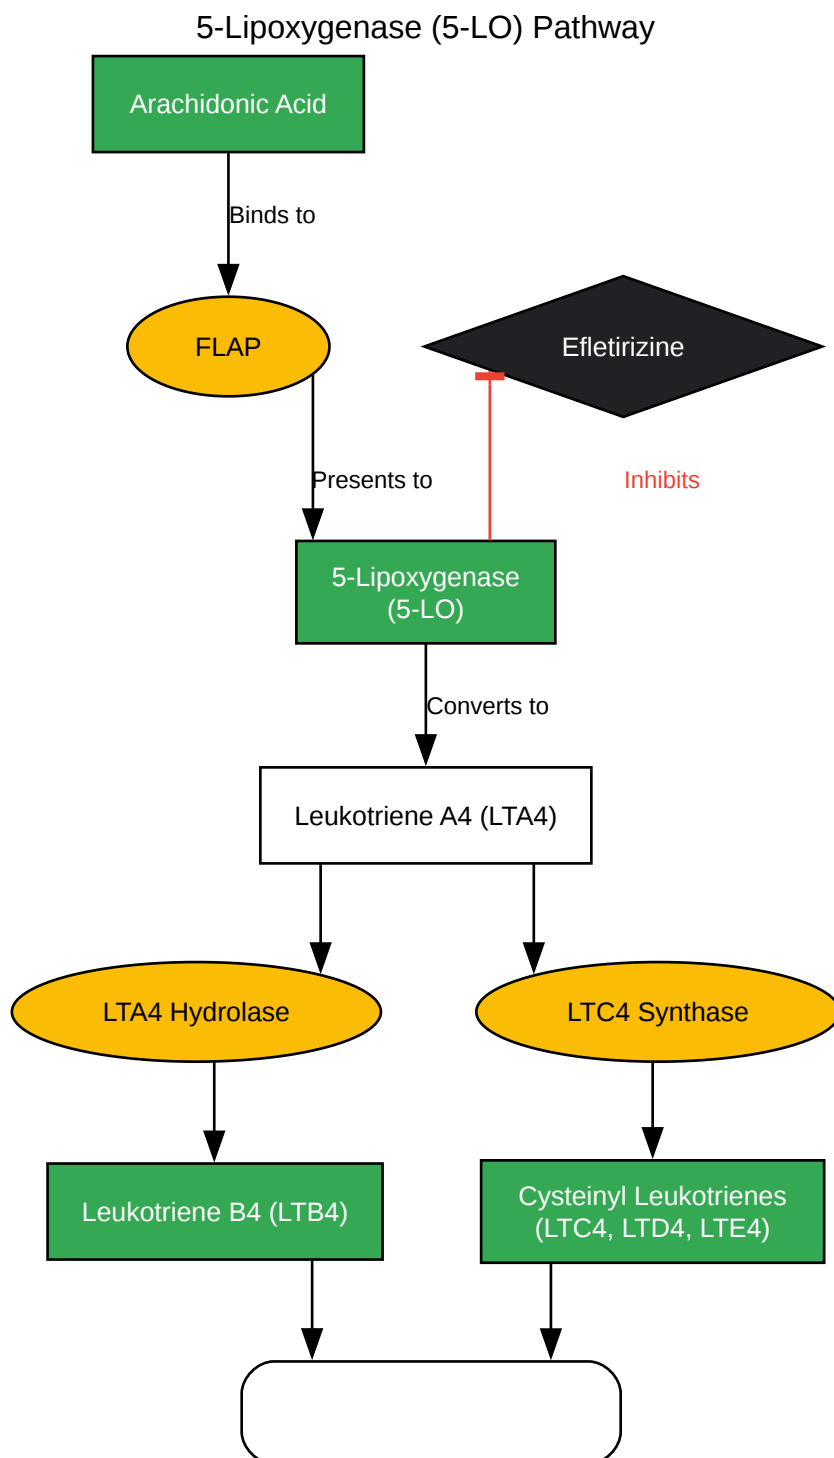 5-Lipoxygenase (5-LO) Pathway
Arachidonic Acid
Binds to
FLAP
Efletirizine
Presents to
Inhibits
5-Lipoxygenase
(5-LO)
Converts to
Leukotriene A4 (LTA4)
LTA4 Hydrolase
LTC4 Synthase
Leukotriene B4 (LTB4)
Cysteinyl Leukotrienes
(LTC4, LTD4, LTE4)